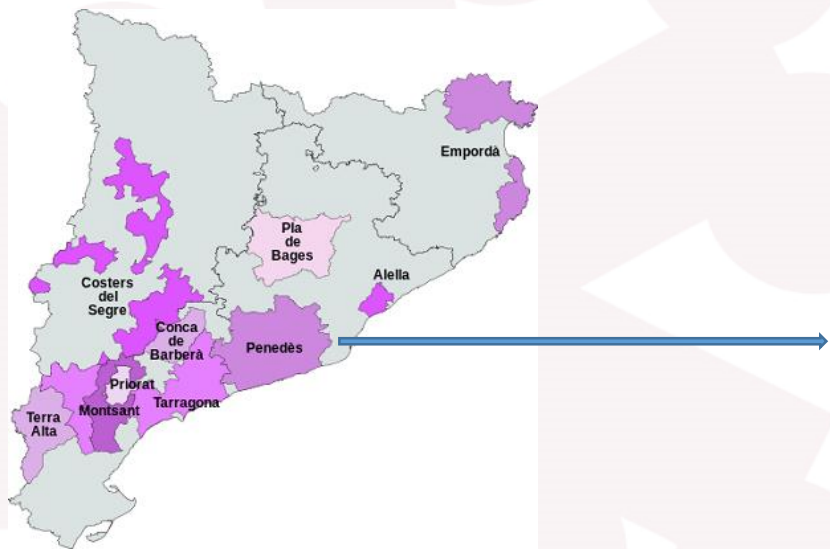 Empordà
Pla
de
Bages
Alella
Costers
del
Segre
Conca
de
Barberà
Penedès
Priorat
Tarragona
Montsant
Terra
Alta